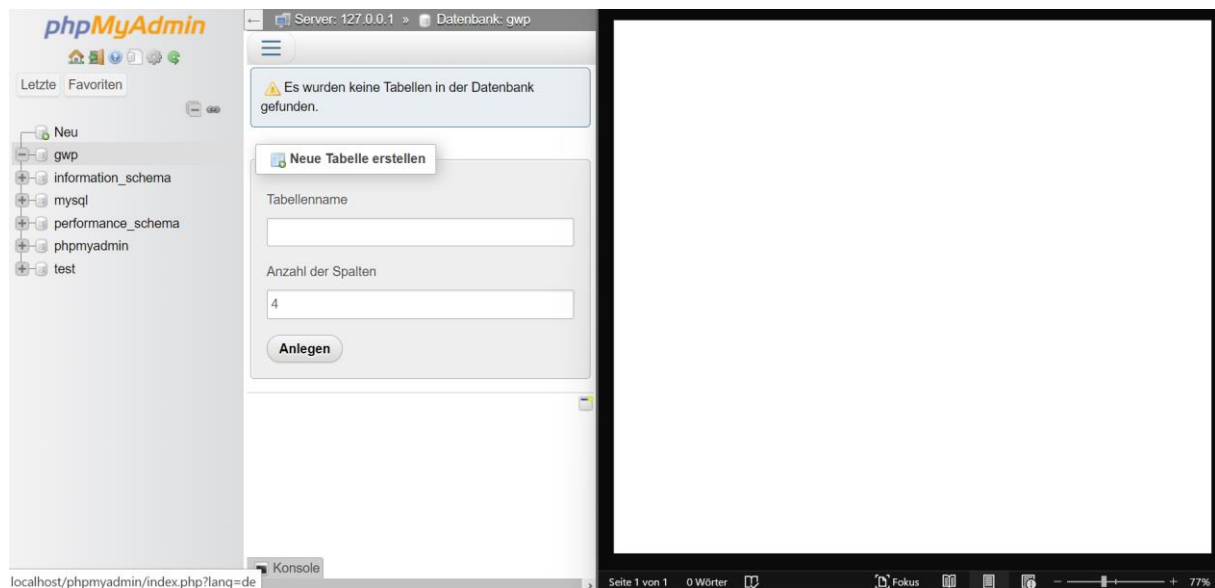 phpMyAdmin
Letzte Favoriten
Neu
gwp
information_schema
mysql
performance_schema
phpmyadmin
test
localhost/phpmyadmin/index.php?lang=de
Server: 127.0.0.1 » Datenbank: gwp
Es wurden keine Tabellen in der Datenbank
gefunden.
Neue Tabelle erstellen
Tabellenname
Anzahl der Spalten
4
Anlegen
Konsole
Seite 1 von 1 0 Wörter Fokus 77%